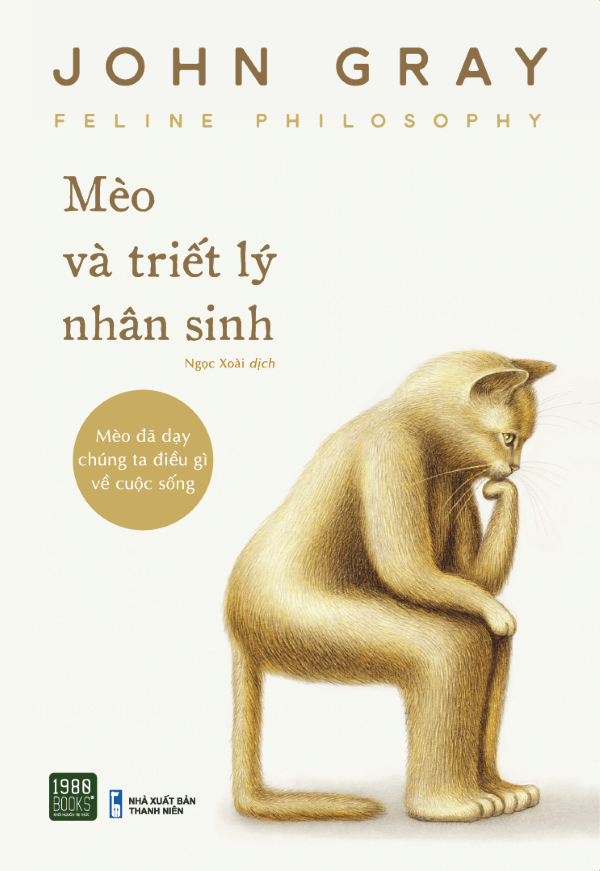 JOHN GRAY
FELINE PHILOSOPHY
Mèo
và triết lý
nhân sinh
Ngọc Xoài dịch
Mèo đã dạy
chúng ta điều gì
về cuộc sống
1980
BOOKS
NHÀ XUẤT BẢN
THANH NIÊN